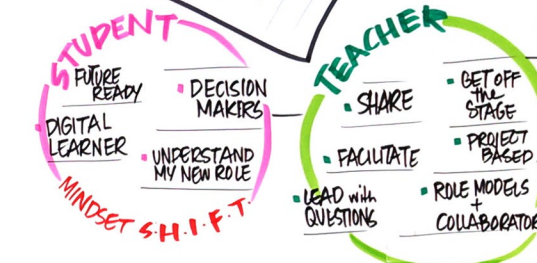 STUDENT
FUTURE
READY
DIGITAL
LEARNER
DECISION
MAKERS
UNDERSTAND
MY NEW ROLE
MINDSET S.H.I.F.T.
TEACHER
SHARE
FACILITATE
LEAD with
QUESTIONS
GET OFF
the
STAGE
PROJECT
BASED
ROLE MODELS
+
COLLABORATOR